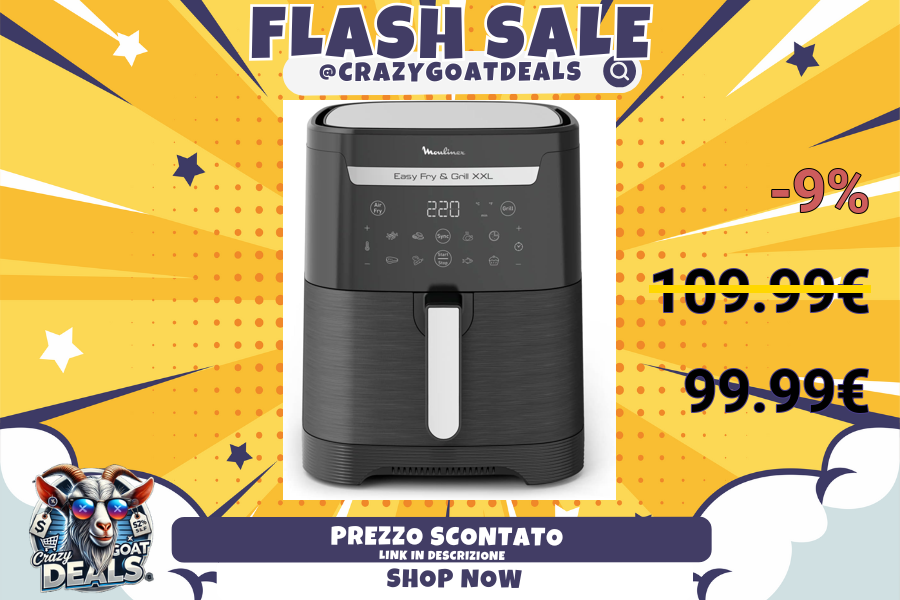 FLASH SALE
@CRAZYGOATDEALS
Moulinex
Easy Fry & Grill XXL
Air Fry
220
Grill
Sync
Start
Stop
-9%
109.99€
99.99€
PREZZO SCONTATO
LINK IN DESCRIZIONE
SHOP NOW
$
52%
Crazy
GOAT
DEALS